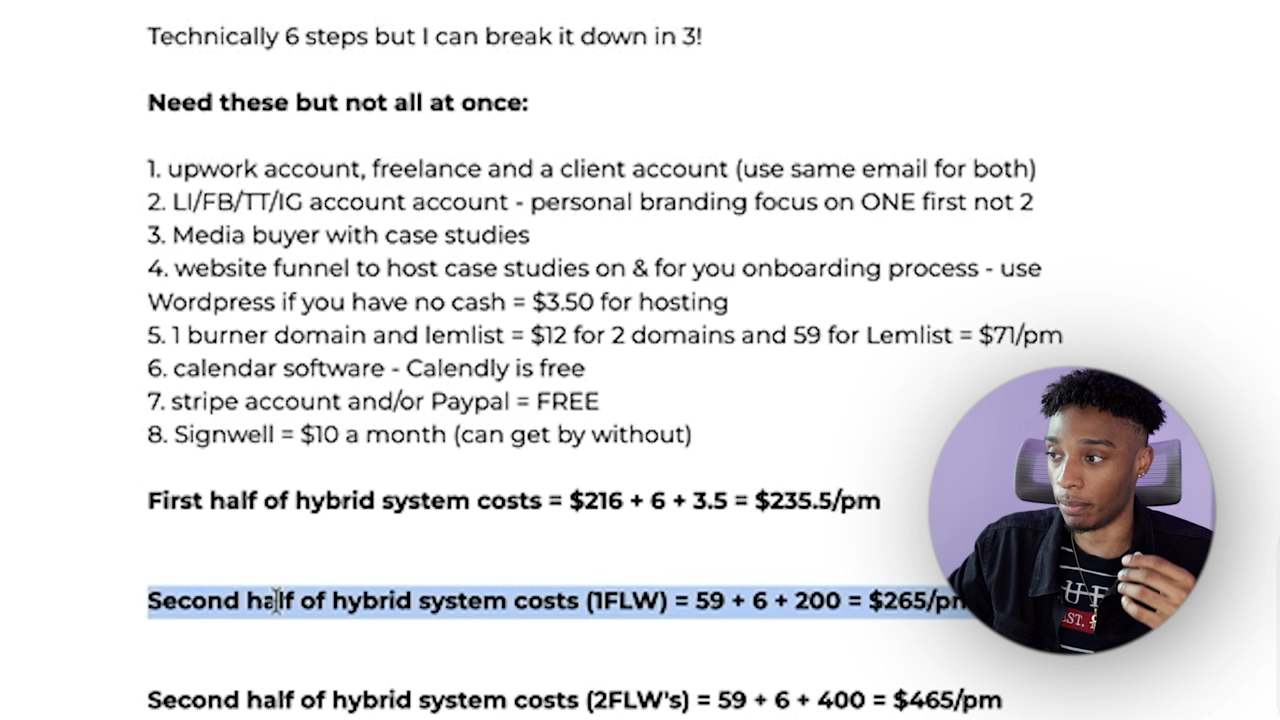 Technically 6 steps but I can break it down in 3!
Need these but not all at once:
1. upwork account, freelance and a client account (use same email for both)
2. LI/FB/TT/IG account account - personal branding focus on ONE first not 2
3. Media buyer with case studies
4. website funnel to host case studies on & for you onboarding process - use
Wordpress if you have no cash = $3.50 for hosting
5. 1 burner domain and lemlist = $12 for 2 domains and 59 for Lemlist = $71/pm
6. calendar software - Calendly is free
7. stripe account and/or Paypal = FREE
8. Signwell = $10 a month (can get by without)
First half of hybrid system costs = $216 + 6 + 3.5 = $235.5/pm
Second half of hybrid system costs (1FLW) = 59 + 6 + 200 = $265/pm
Second half of hybrid system costs (2FLW's) = 59 + 6 + 400 = $465/pm